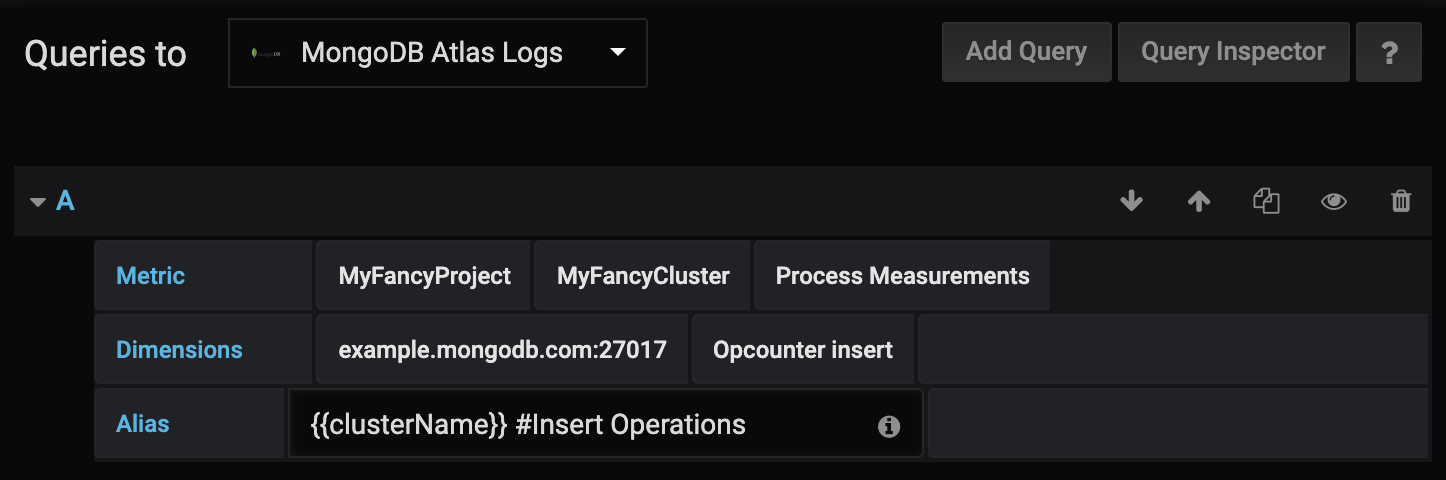 Queries to MongoDB Atlas Logs Add Query Query Inspector ?
A
Metric MyFancyProject MyFancyCluster Process Measurements
Dimensions example.mongodb.com:27017 Opcounter insert
Alias {{clusterName}} #Insert Operations